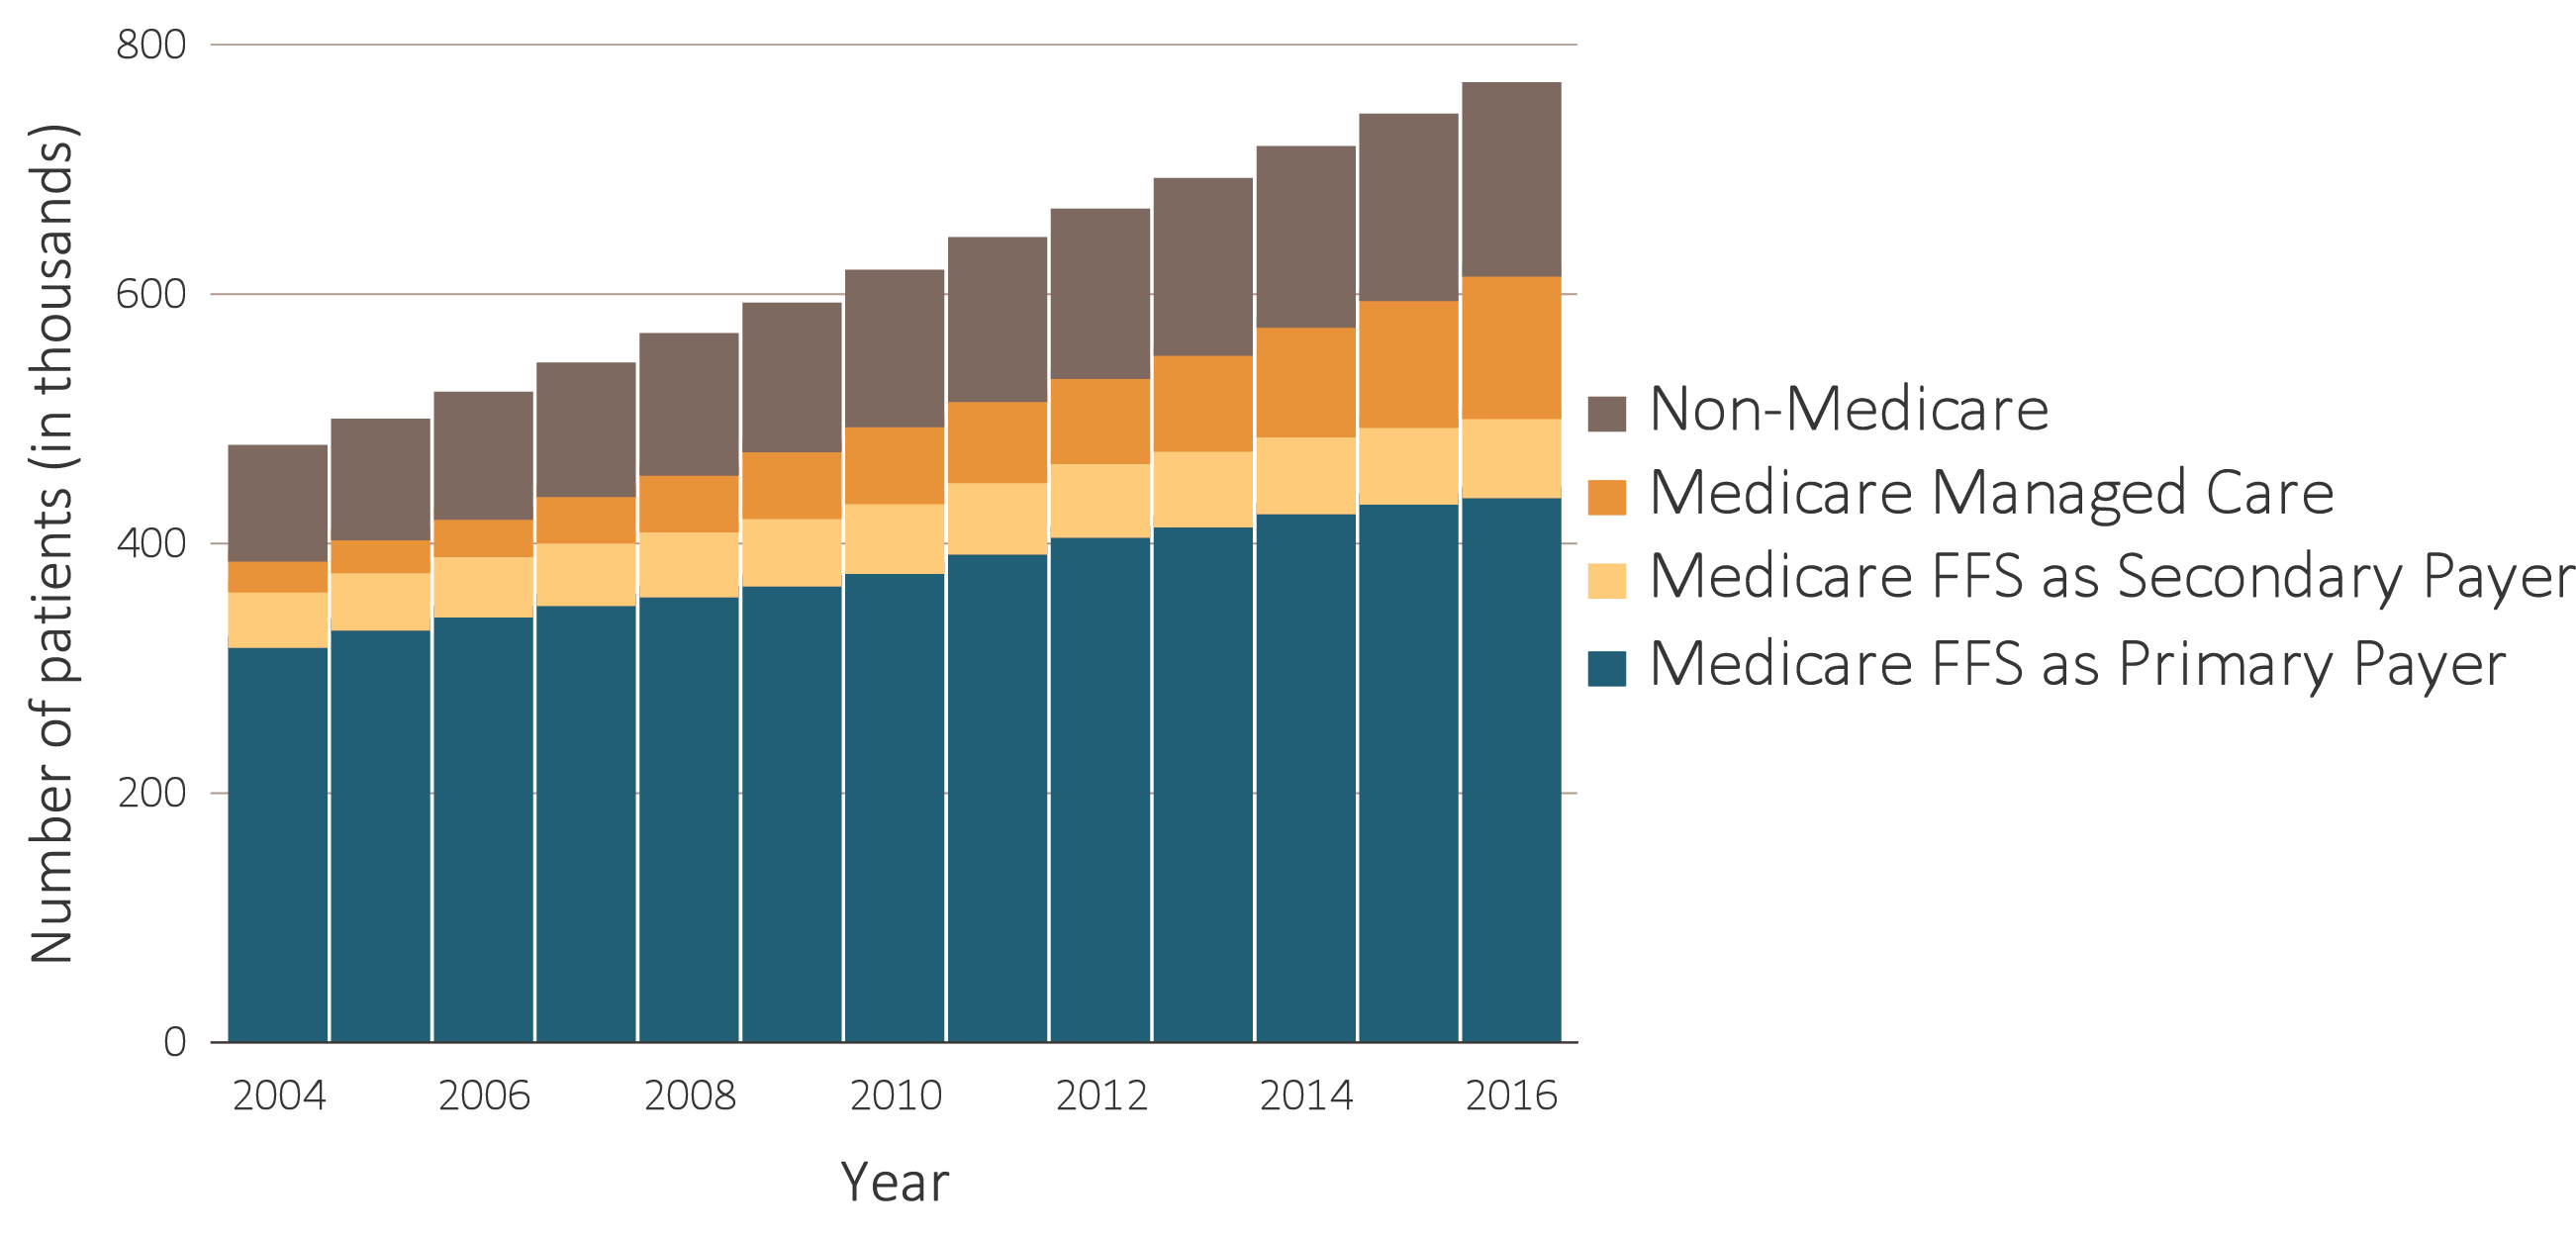 Number of patients (in thousands)
800
600
400
200
0
2004 2006 2008 2010 2012 2014 2016
Year
Non-Medicare
Medicare Managed Care
Medicare FFS as Secondary Payer
Medicare FFS as Primary Payer